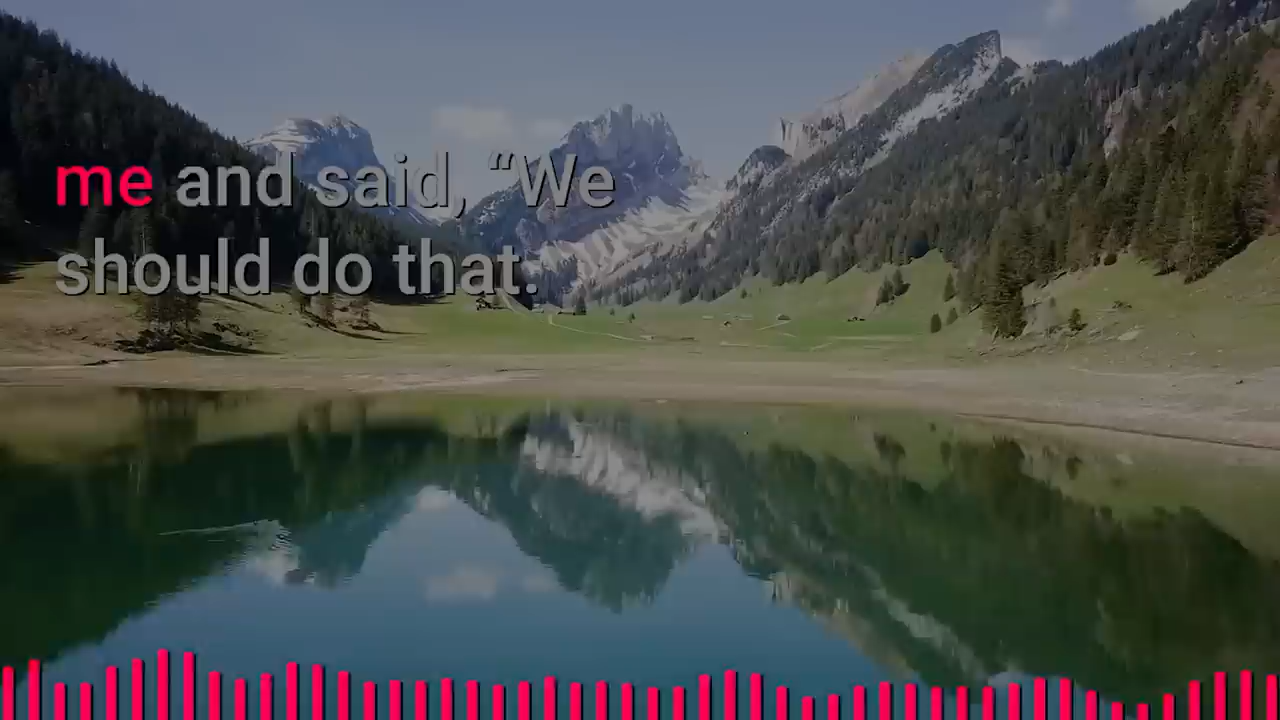 me and said, “We
should do that.